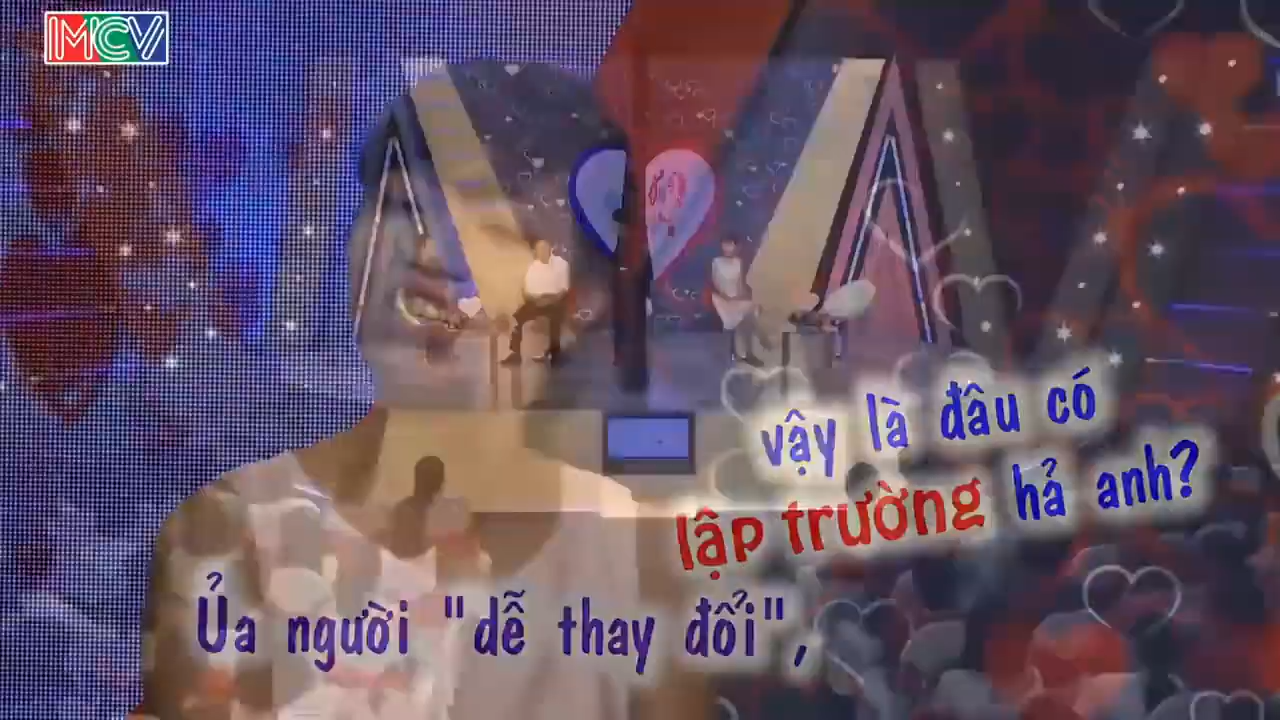 MCV
Ủa người "dễ thay đổi",
vậy là đâu có
lập trường hả anh?